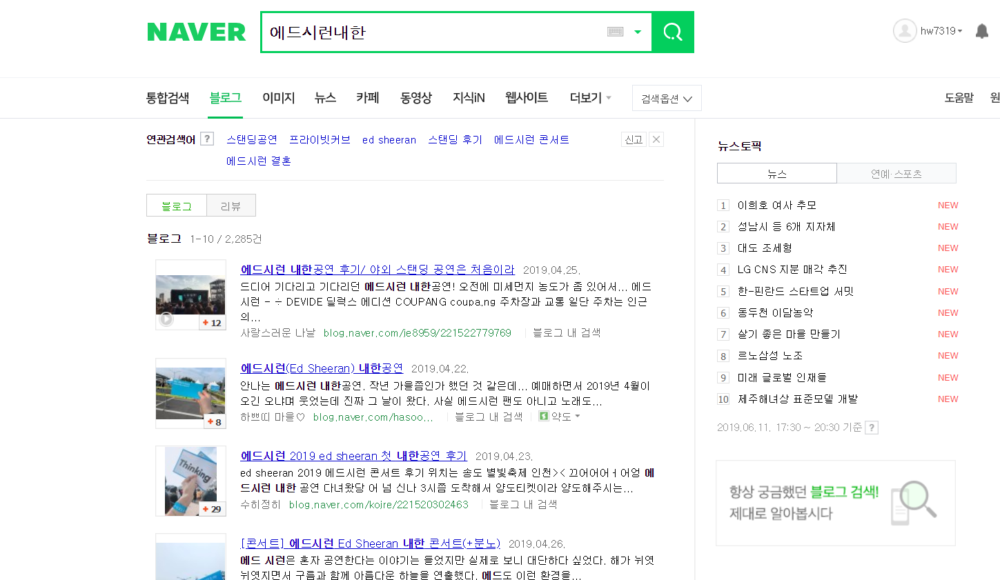 NAVER
에드시런내한
hw7319
통합검색 블로그 이미지 뉴스 카페 동영상 지식iN 웹사이트 더보기 검색옵션 도움말 원
연관검색어 ? 스탠딩공연 프라이빗커브 ed sheeran 스탠딩 후기 에드시런 콘서트 신고
에드시런 결혼
블로그 리뷰
블로그 1-10 / 2,285건
에드시런 내한공연 후기/ 야외 스탠딩 공연은 처음이라 2019.04.25.
드디어 기다리고 기다리던 에드시런 내한공연! 오전에 미세먼지 농도가 좀 있어서... 에드
시런 - ÷ DEVIDE 딜럭스 에디션 COUPANG coupa.ng 주차장과 교통 일단 주차는 인근
의...
+ 12
사랑스러운 나날 blog.naver.com/je8959/221522779769 블로그 내 검색
에드시런(Ed Sheeran) 내한공연 2019.04.22.
안나는 에드시런 내한공연. 작년 가을쯤인가 했던 것 같은데... 예매하면서 2019년 4월이
오긴 오냐며 웃었는데 진짜 그 날이 왔다. 사실 에드시런 팬도 아니고 노래도...
+ 8
하쁘띠 마을♡ blog.naver.com/hasoo... 블로그 내 검색 약도
에드시런 2019 ed sheeran 첫 내한공연 후기 2019.04.23.
Thinking
ed sheeran 2019 에드시런 콘서트 후기 위치는 송도 달빛축제 인천>< 끄어어어ㅓ어엉 에
드시런 내한 공연 다녀왔당 어 넘 신나 3시쯤 도착해서 양도티켓이라 양도해주시는...
+ 29
수히정히 blog.naver.com/koire/221520302463 블로그 내 검색
[콘서트] 에드시런 Ed Sheeran 내한 콘서트(+분노) 2019.04.26.
에드 시런은 혼자 공연한다는 이야기는 들었지만 실제로 보니 대단하다 싶었다. 해가 뉘엿
뉘엿지면서 구름과 함께 아름다운 하늘을 연출했다. 에드도 이런 환경을...
뉴스토픽
뉴스 연예·스포츠
1 이희호 여사 추모 NEW
2 성남시 등 6개 지자체 NEW
3 대도 조세형 NEW
4 LG CNS 지분 매각 추진 NEW
5 한-핀란드 스타트업 서밋 NEW
6 동두천 이담농악 NEW
7 살기 좋은 마을 만들기 NEW
8 르노삼성 노조 NEW
9 미래 글로벌 인재들 NEW
10 제주해녀상 표준모델 개발 NEW
2019.06.11. 17:30 ~ 20:30 기준 ?
항상 궁금했던 블로그 검색!
제대로 알아봅시다